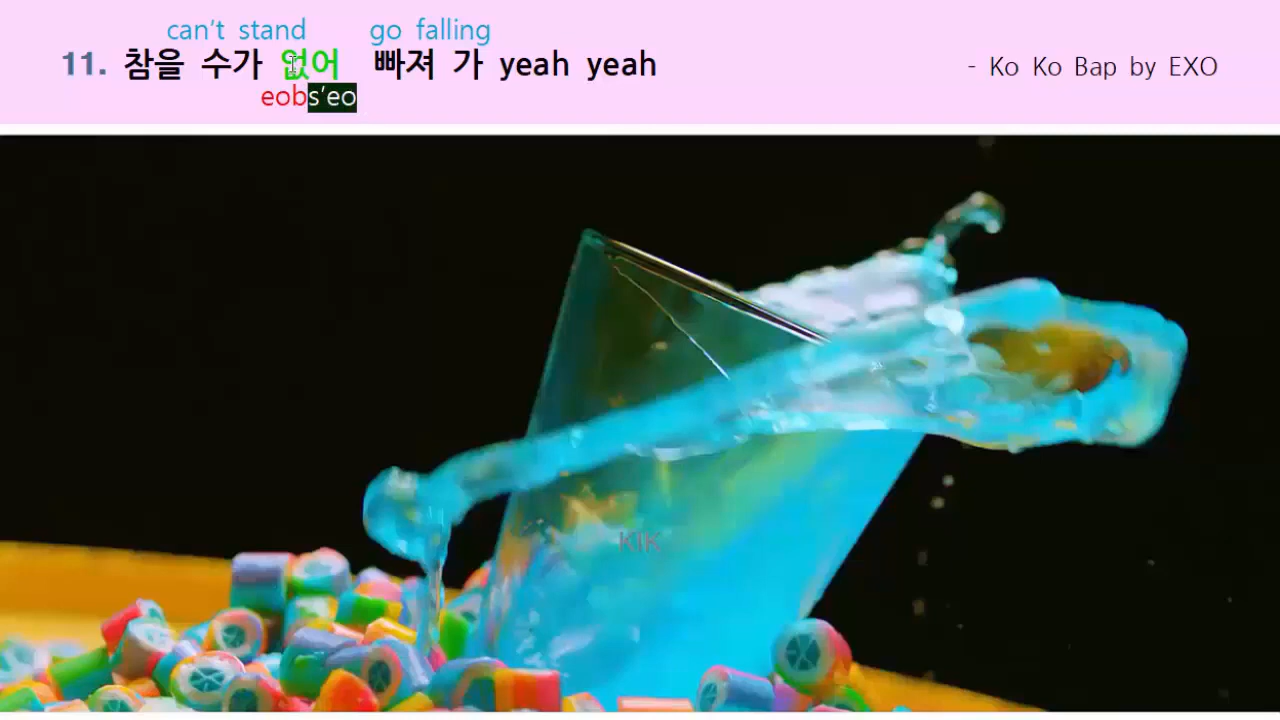 can't stand go falling
11. 참을 수가 없어 빠져 가 yeah yeah - Ko Ko Bap by EXO
eobs'eo
KIK